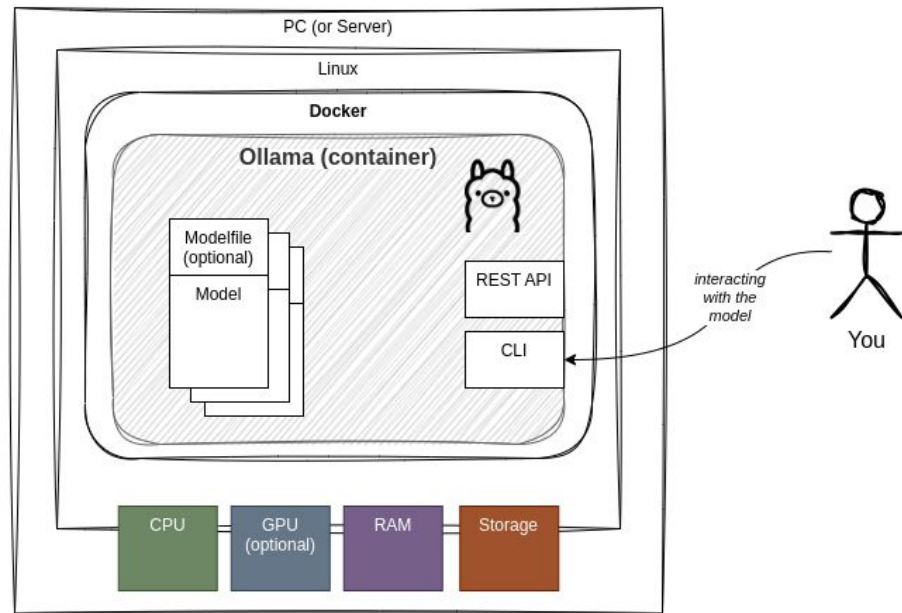 PC (or Server)
Linux
Docker
Ollama (container)
Modelfile
(optional)
Model
REST API
CLI
interacting
with the
model
You
CPU
GPU
(optional)
RAM
Storage